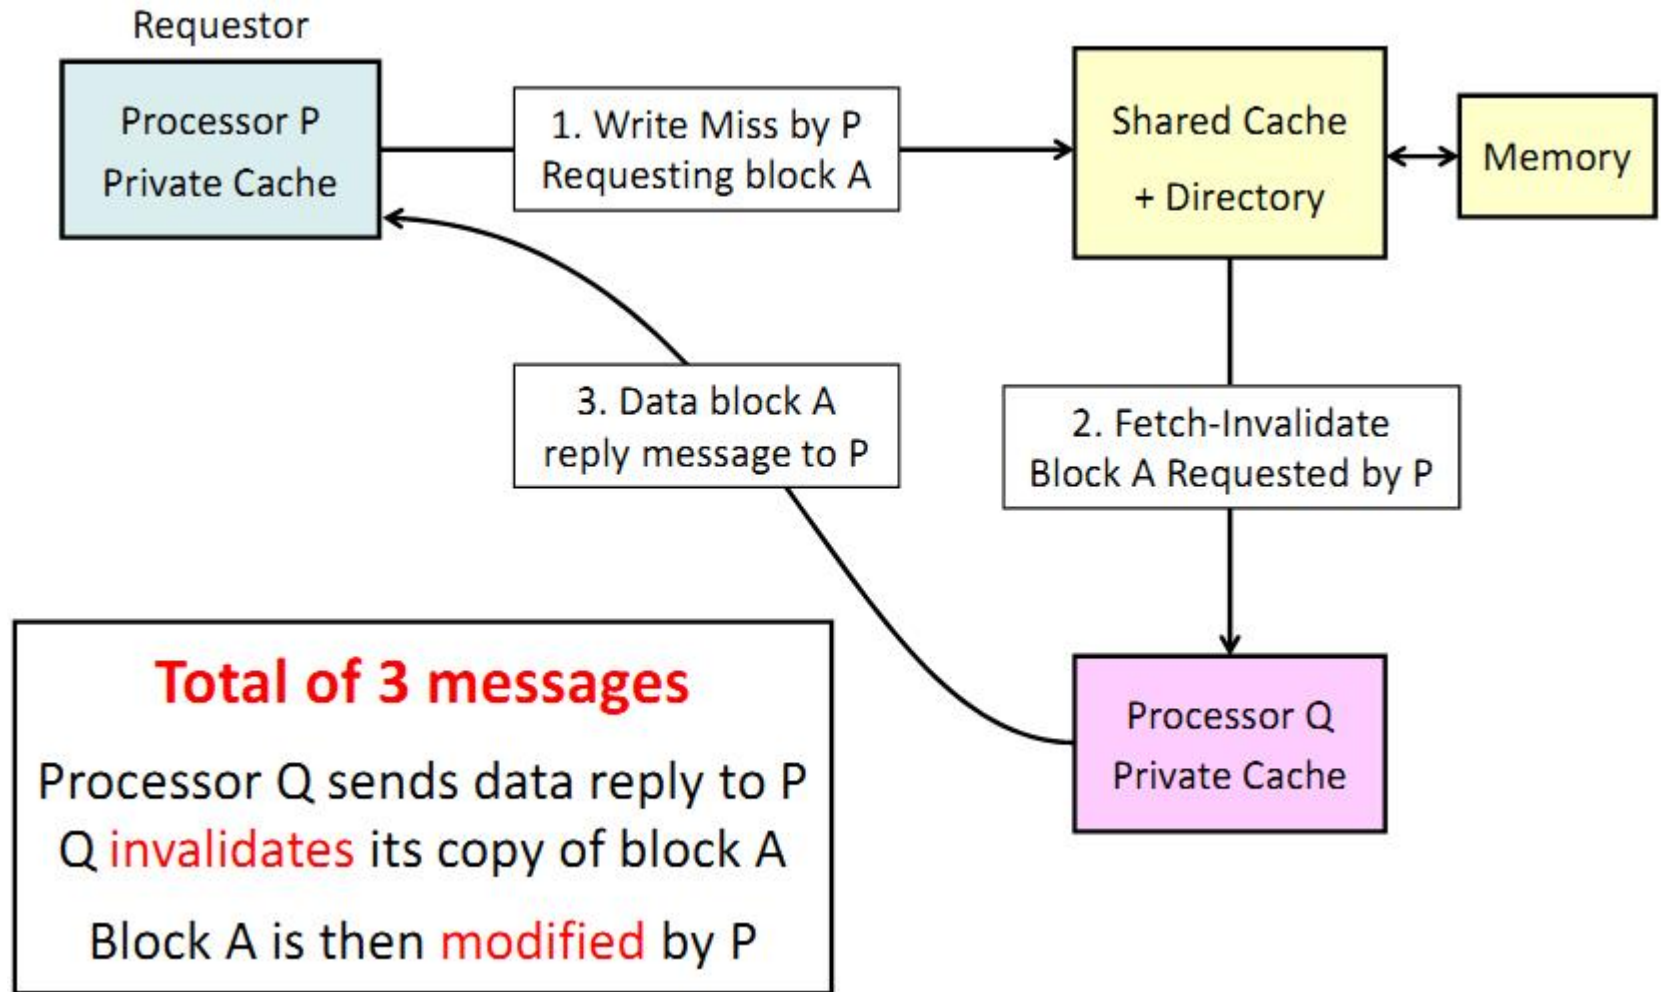 Requestor
Processor P
Private Cache
1. Write Miss by P
Requesting block A
Shared Cache
+ Directory
Memory
3. Data block A
reply message to P
2. Fetch-Invalidate
Block A Requested by P
Total of 3 messages
Processor Q sends data reply to P
Q invalidates its copy of block A
Block A is then modified by P
Processor Q
Private Cache